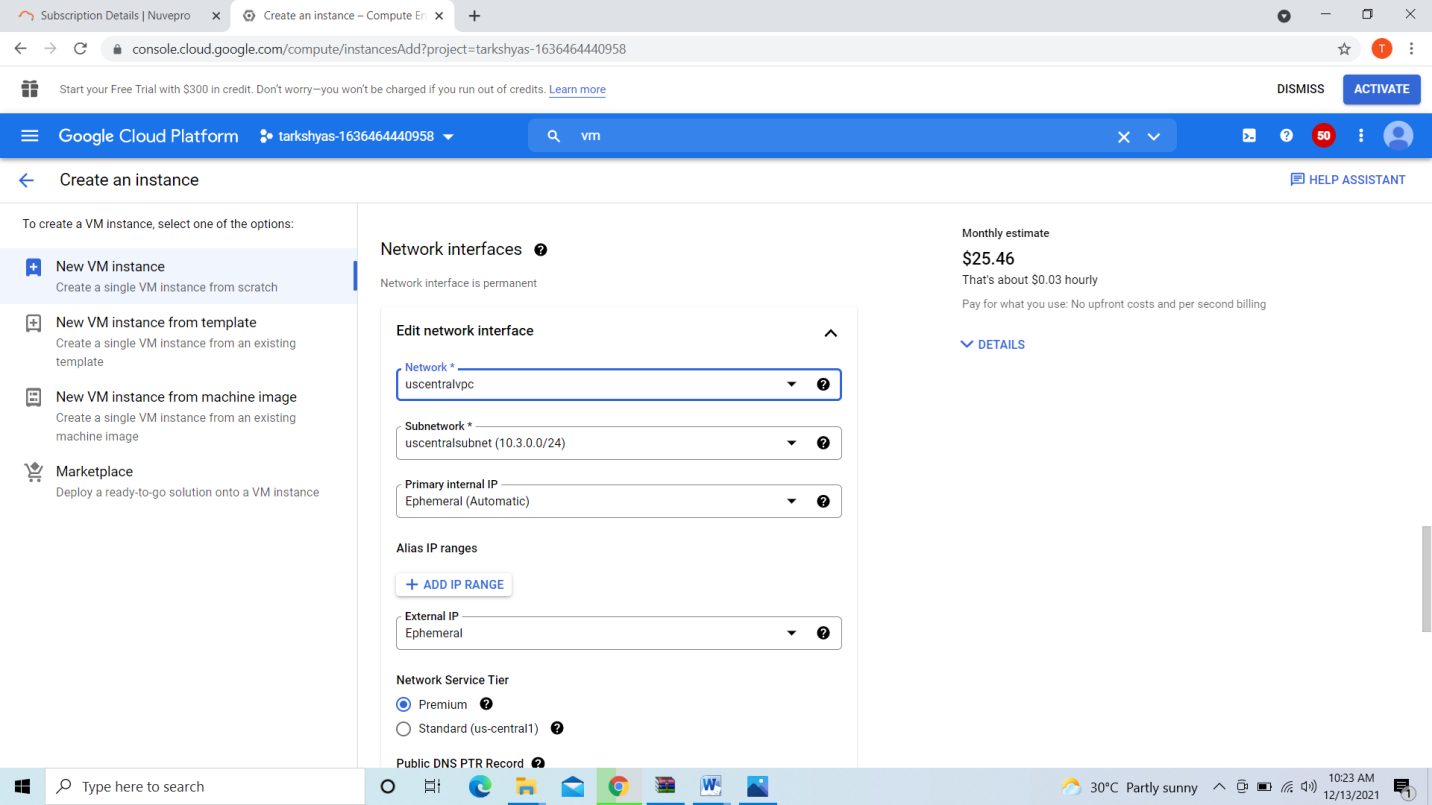 Subscription Details | Nuvepro
Create an instance – Compute En
console.cloud.google.com/compute/instancesAdd?project=tarkshyas-1636464440958
T
Start your Free Trial with $300 in credit. Don't worry—you won't be charged if you run out of credits. Learn more
DISMISS
ACTIVATE
Google Cloud Platform
tarkshyas-1636464440958
vm
50
Create an instance
HELP ASSISTANT
To create a VM instance, select one of the options:
New VM instance
Create a single VM instance from scratch
New VM instance from template
Create a single VM instance from an existing
template
New VM instance from machine image
Create a single VM instance from an existing
machine image
Marketplace
Deploy a ready-to-go solution onto a VM instance
Network interfaces
Network interface is permanent
Edit network interface
Network *
uscentralvpc
Subnetwork *
uscentralsubnet (10.3.0.0/24)
Primary internal IP
Ephemeral (Automatic)
Alias IP ranges
ADD IP RANGE
External IP
Ephemeral
Network Service Tier
Premium
Standard (us-central1)
Public DNS PTR Record
Monthly estimate
$25.46
That's about $0.03 hourly
Pay for what you use: No upfront costs and per second billing
DETAILS
Type here to search
30°C Partly sunny
10:23 AM
12/13/2021
1